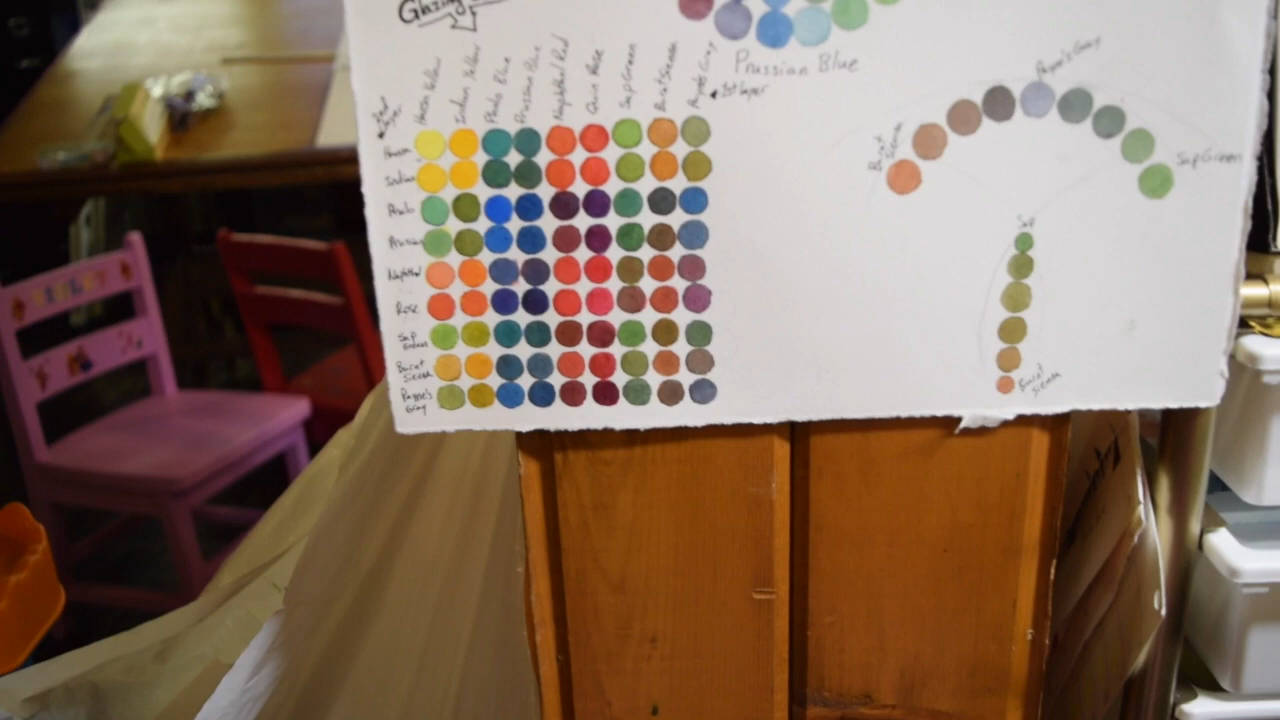 Glazing
Prussian Blue
1st layer
Hansa Yellow
Indian Yellow
Phalo Blue
Prussian Blue
Naphthol Red
Quin Rose
Sap Green
Burnt Sienna
Payne's Gray
Hansa
Indian
Phalo
Prussian
Naphthol
Rose
Sap
Green
Burnt
Sienna
Payne's
Gray
Burnt
Sienna
Payne's Gray
Sap Green
Sap
Burnt
Sienna